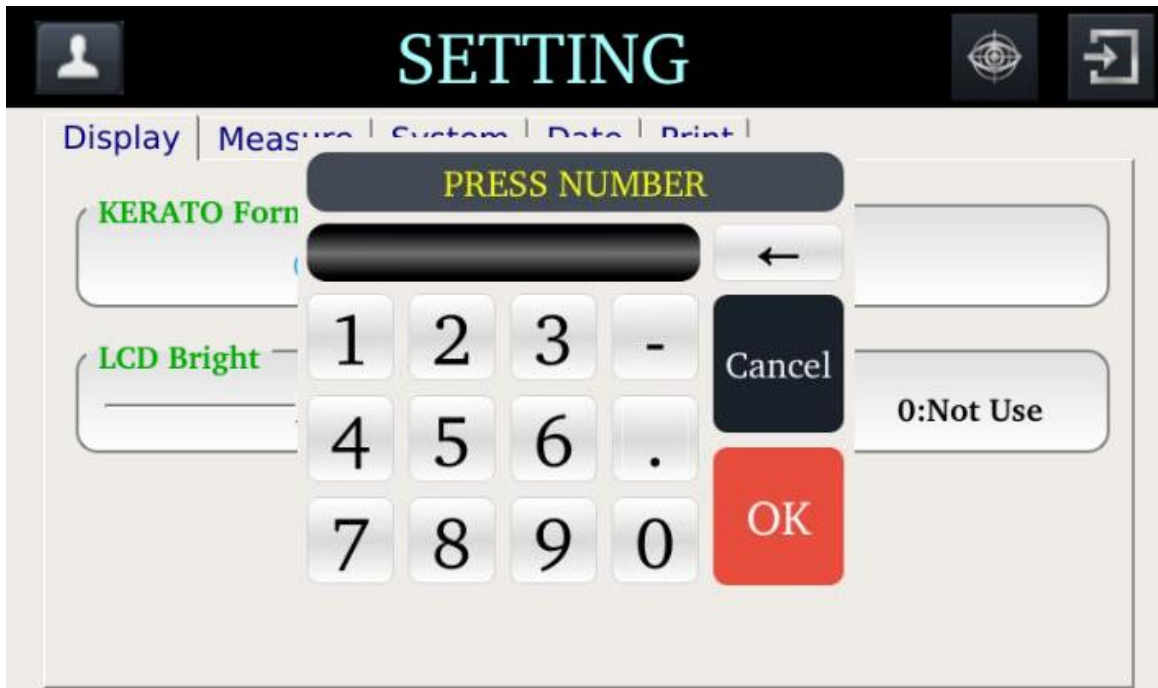 SETTING
Display
PRESS NUMBER
KERATO
←
1 2 3 -
Cancel
LCD Bright
0:Not Use
4 5 6 .
OK
7 8 9 0